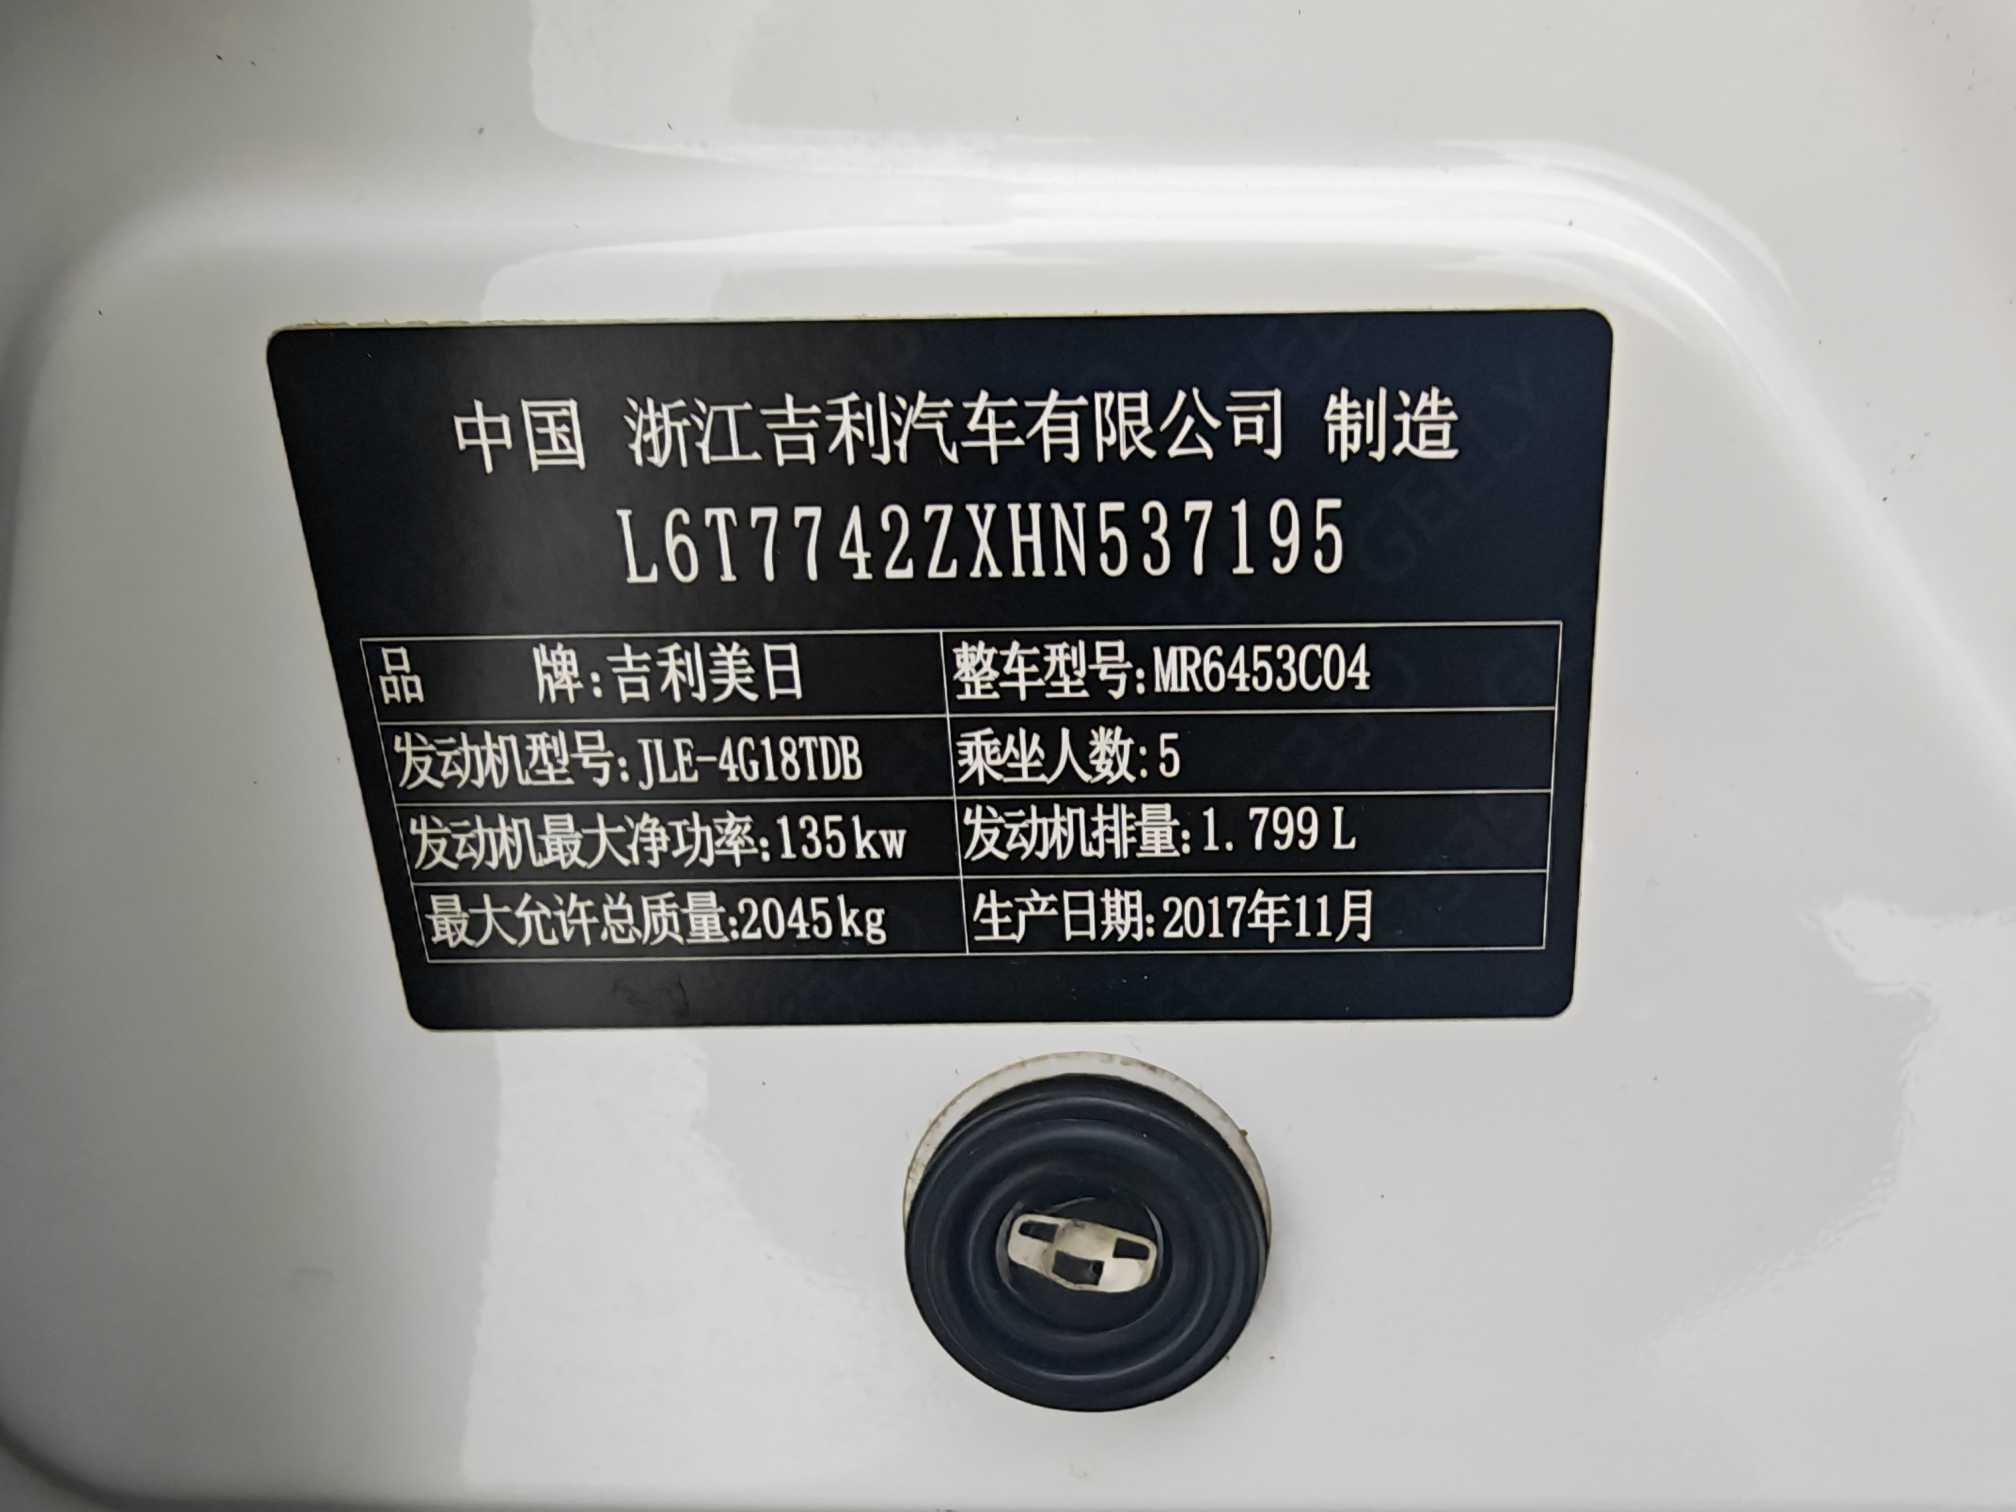 中国 浙江吉利汽车有限公司 制造
L6T7742ZXHN537195
品 牌:吉利美日 整车型号:MR6453C04
发动机型号:JLE-4G18TDB 乘坐人数:5
发动机最大净功率:135kw 发动机排量:1.799L
最大允许总质量:2045kg 生产日期:2017年11月